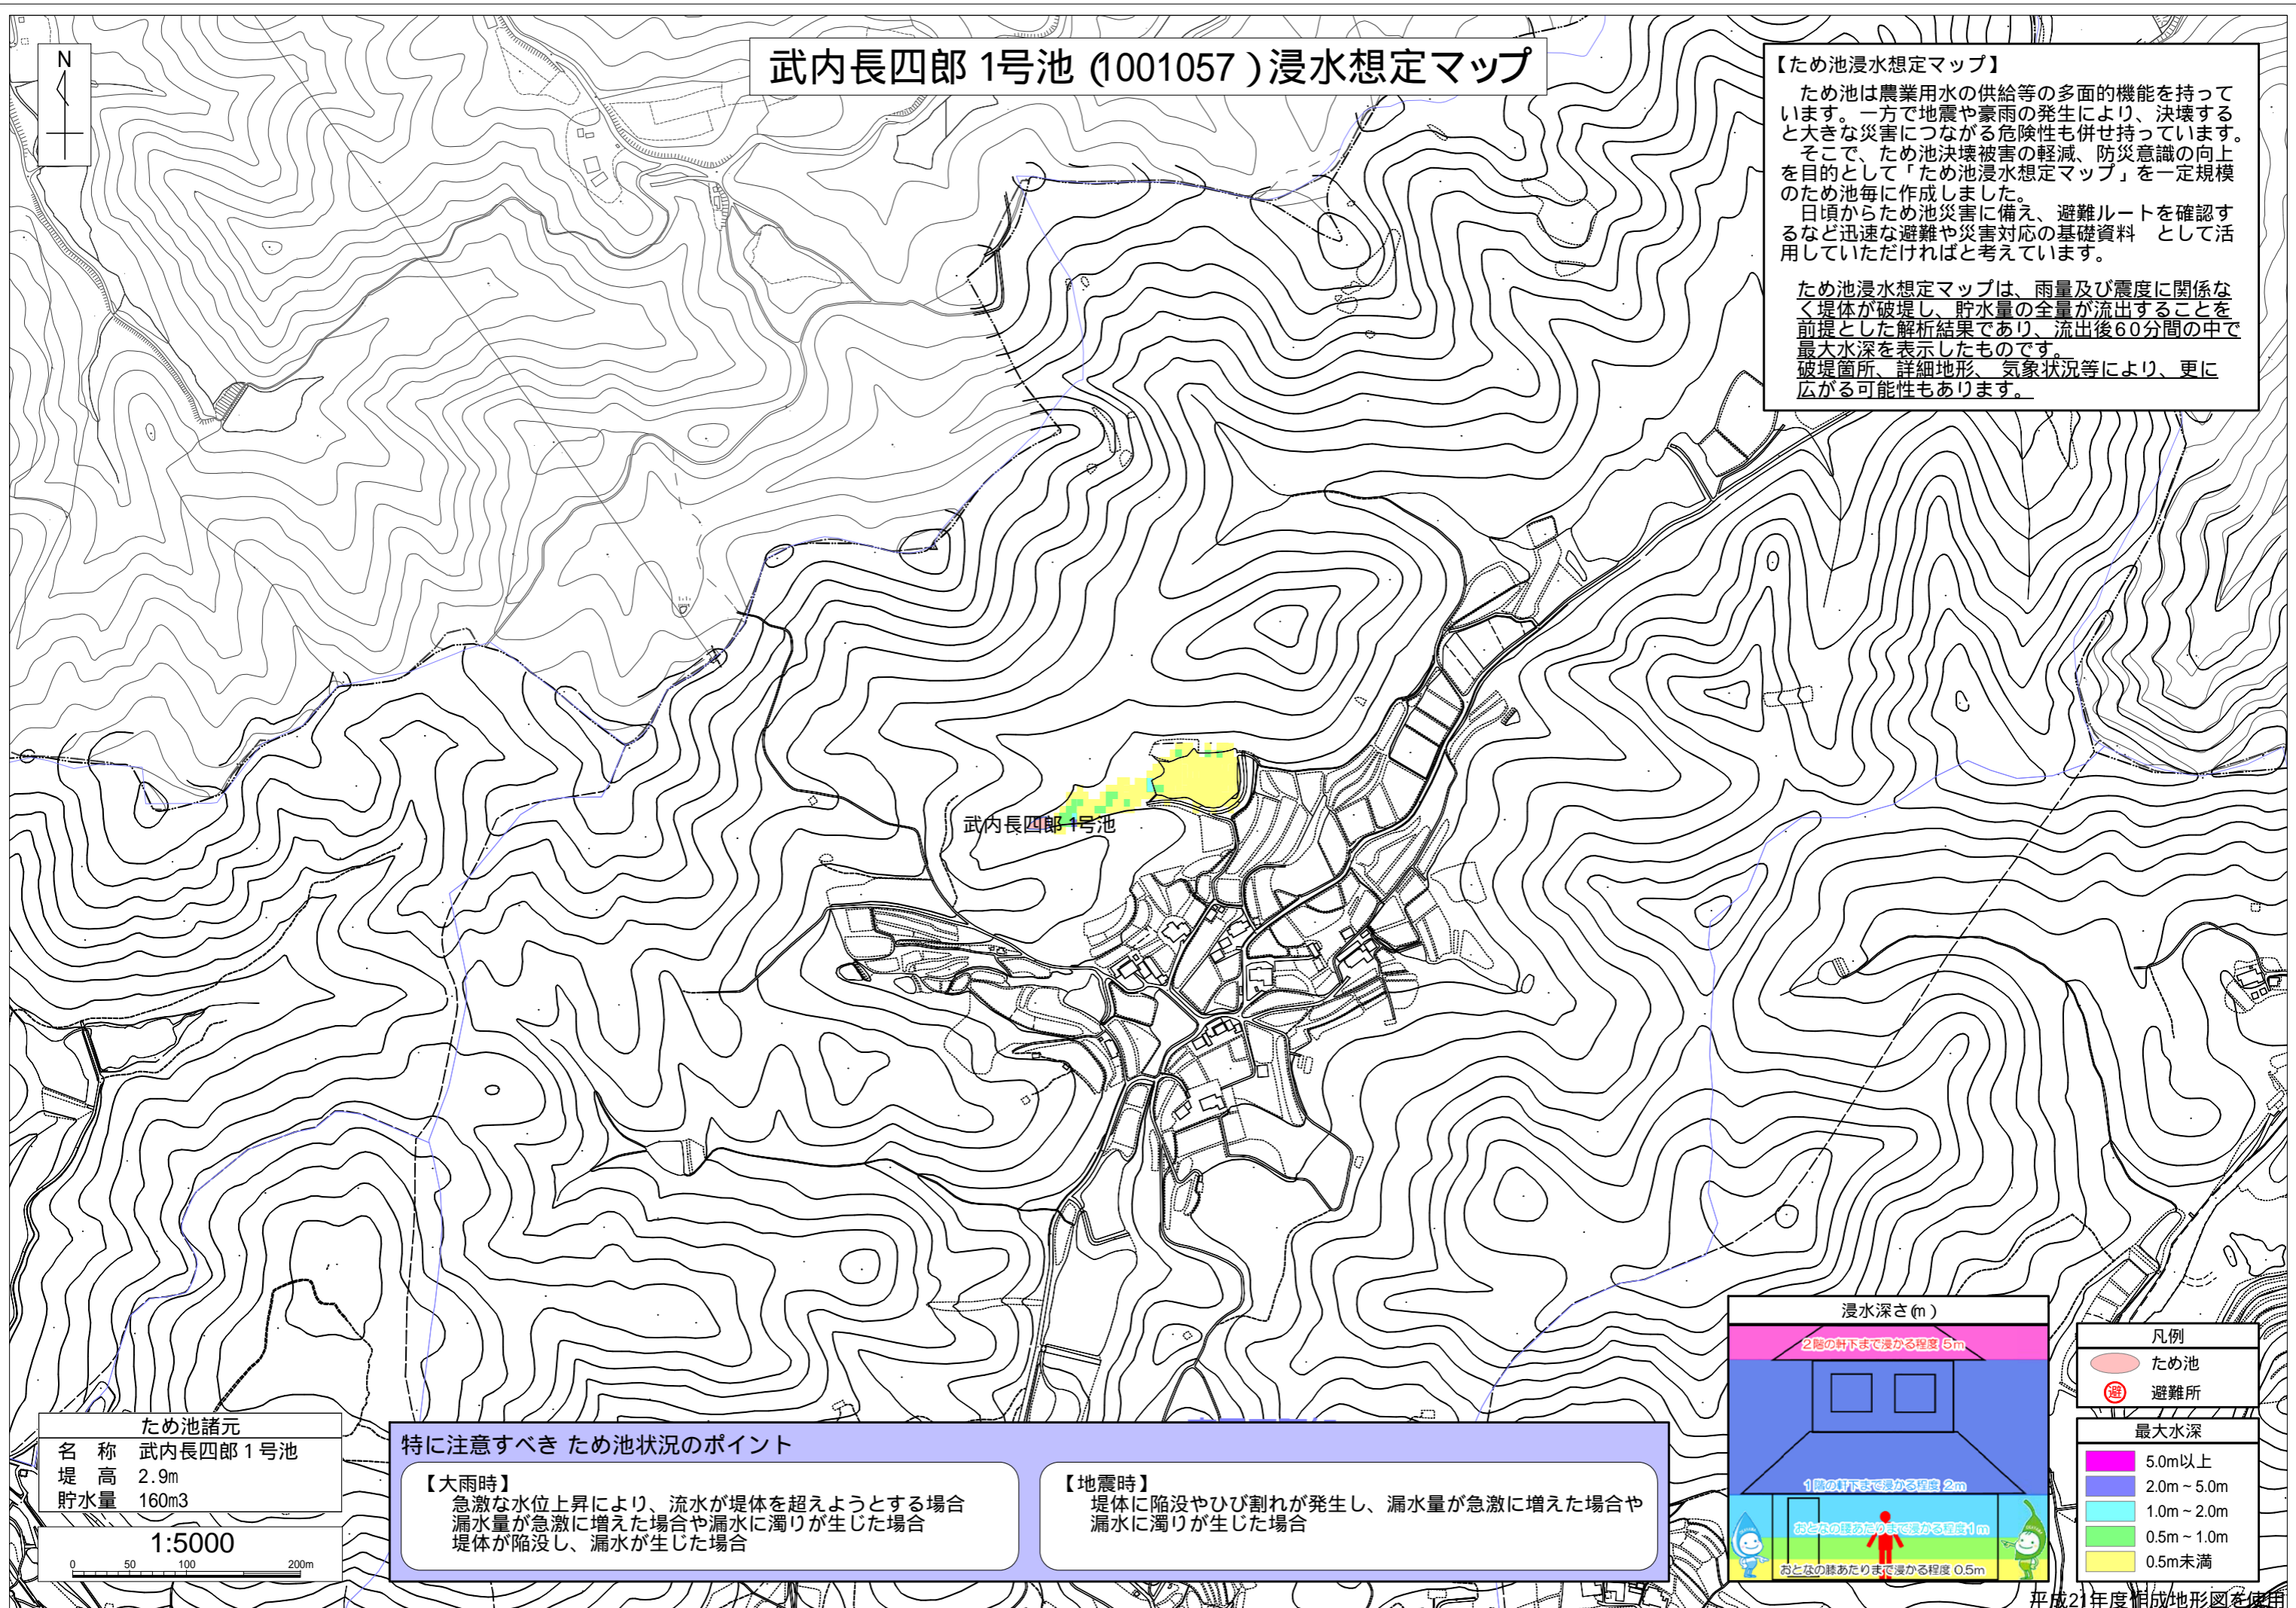 N
武内長四郎 1号池 (1001057 ) 浸水想定マップ
【ため池浸水想定マップ】
ため池は農業用水の供給等の多面的機能を持って
います。一方で地震や豪雨の発生により、決壊する
と大きな災害につながる危険性も併せ持っています。
そこで、ため池決壊被害の軽減、防災意識の向上
を目的として「ため池浸水想定マップ」を一定規模
のため池毎に作成しました。
日頃からため池災害に備え、避難ルートを確認す
るなど迅速な避難や災害対応の基礎資料 として活
用していただければと考えています。
ため池浸水想定マップは、雨量及び震度に関係な
く堤体が破堤し、貯水量の全量が流出することを
前提とした解析結果であり、流出後60分間の中で
最大水深を表示したものです。
破堤箇所、詳細地形、 気象状況等により、更に
広がる可能性もあります。
武内長四郎 1号池
ため池諸元
名 称 武内長四郎1号池
堤 高 2.9m
貯水量 160m3
1:5000
0 50 100 200m
特に注意すべき ため池状況のポイント
【大雨時】
急激な水位上昇により、流水が堤体を超えようとする場合
漏水量が急激に増えた場合や漏水に濁りが生じた場合
堤体が陥没し、漏水が生じた場合
【地震時】
堤体に陥没やひび割れが発生し、漏水量が急激に増えた場合や
漏水に濁りが生じた場合
浸水深さ(m)
2階の軒下まで浸かる程度 5m
1階の軒下まで浸かる程度 2m
おとなの腰あたりまで浸かる程度1m
おとなの膝あたりまで浸かる程度 0.5m
凡例
ため池
避 避難所
最大水深
5.0m以上
2.0m~5.0m
1.0m~2.0m
0.5m~1.0m
0.5m未満
平成21年度作成地形図を使用